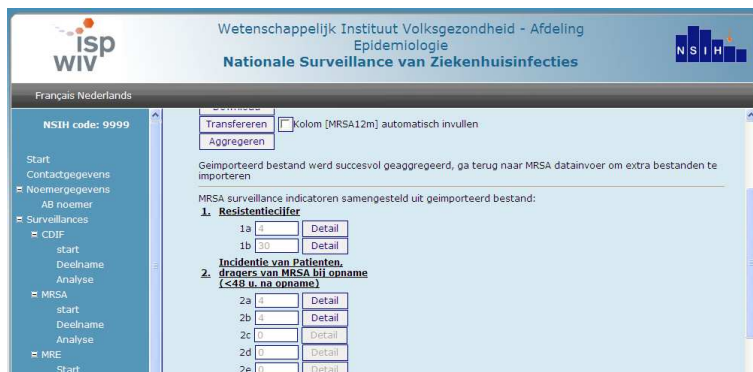 isp
WIV
Wetenschappelijk Instituut Volksgezondheid - Afdeling
Epidemiologie
Nationale Surveillance van Ziekenhuisinfecties
N S I H
Français Nederlands
NSIH code: 9999
Start
Contactgegevens
Noemergegevens
AB noemer
Surveillances
CDIF
start
Deelname
Analyse
MRSA
start
Deelname
Analyse
MRE
Start
Transfereren Kolom [MRSA12m] automatisch invullen
Aggregeren
Geimporteerd bestand werd succesvol geaggregeerd, ga terug naar MRSA datainvoer om extra bestanden te
importeren
MRSA surveillance indicatoren samengesteld uit geimporteerd bestand:
1. Resistentiecijfer
1a 4 Detail
1b 30 Detail
Incidentie van Patienten,
2. dragers van MRSA bij opname
(<48 u. na opname)
2a 4 Detail
2b 4 Detail
2c 0 Detail
2d 0 Detail
2e 0 Detail